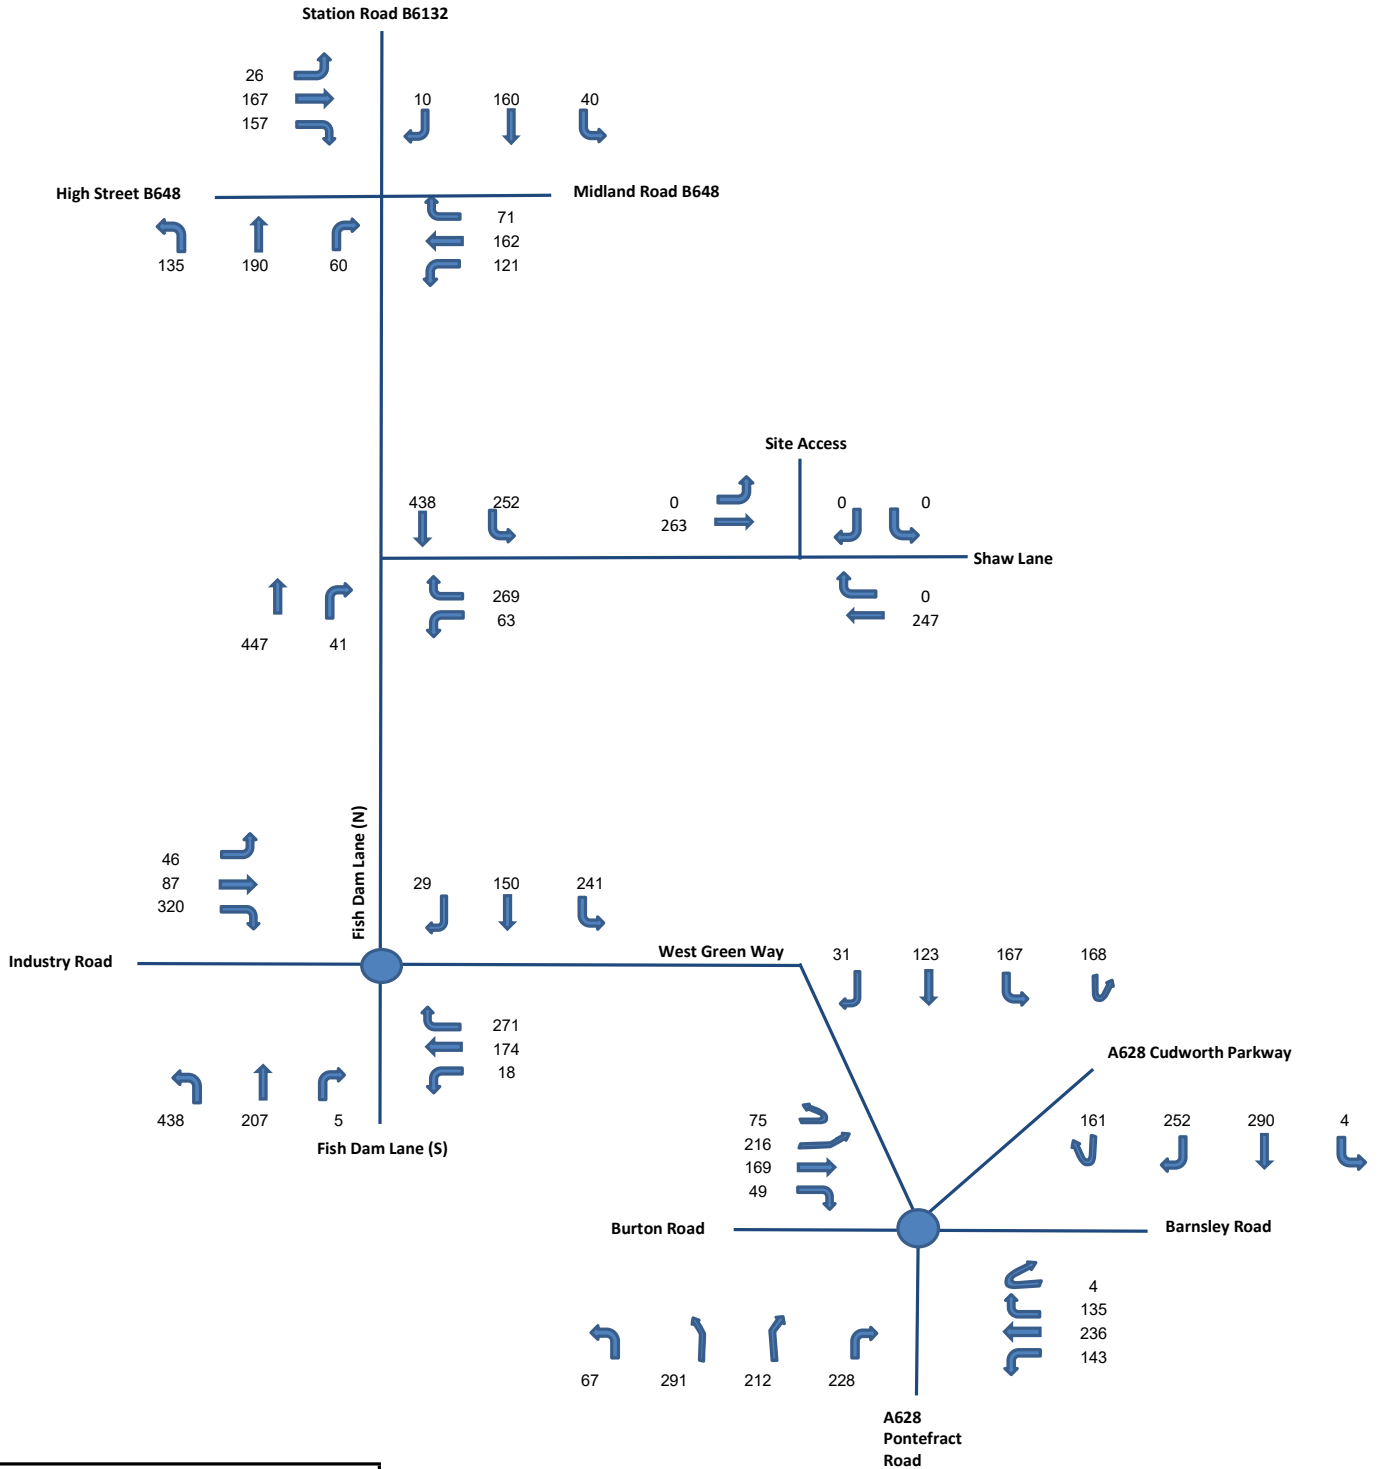 Station Road B6132
26
167
10 160 40
157
High Street B648
Midland Road B648
71
162
135 190 60
121
Site Access
438 252
0
0 0
263
Shaw Lane
269
0
63
247
447 41
Fish Dam Lane (N)
46
87
29 150 241
320
Industry Road
West Green Way
31 123 167 168
271
174
18
A628 Cudworth Parkway
438 207 5
75
161 252 290 4
Fish Dam Lane (S)
216
169
49
Burton Road
Barnsley Road
4
135
236
143
67 291 212 228
A628
Pontefract
Road